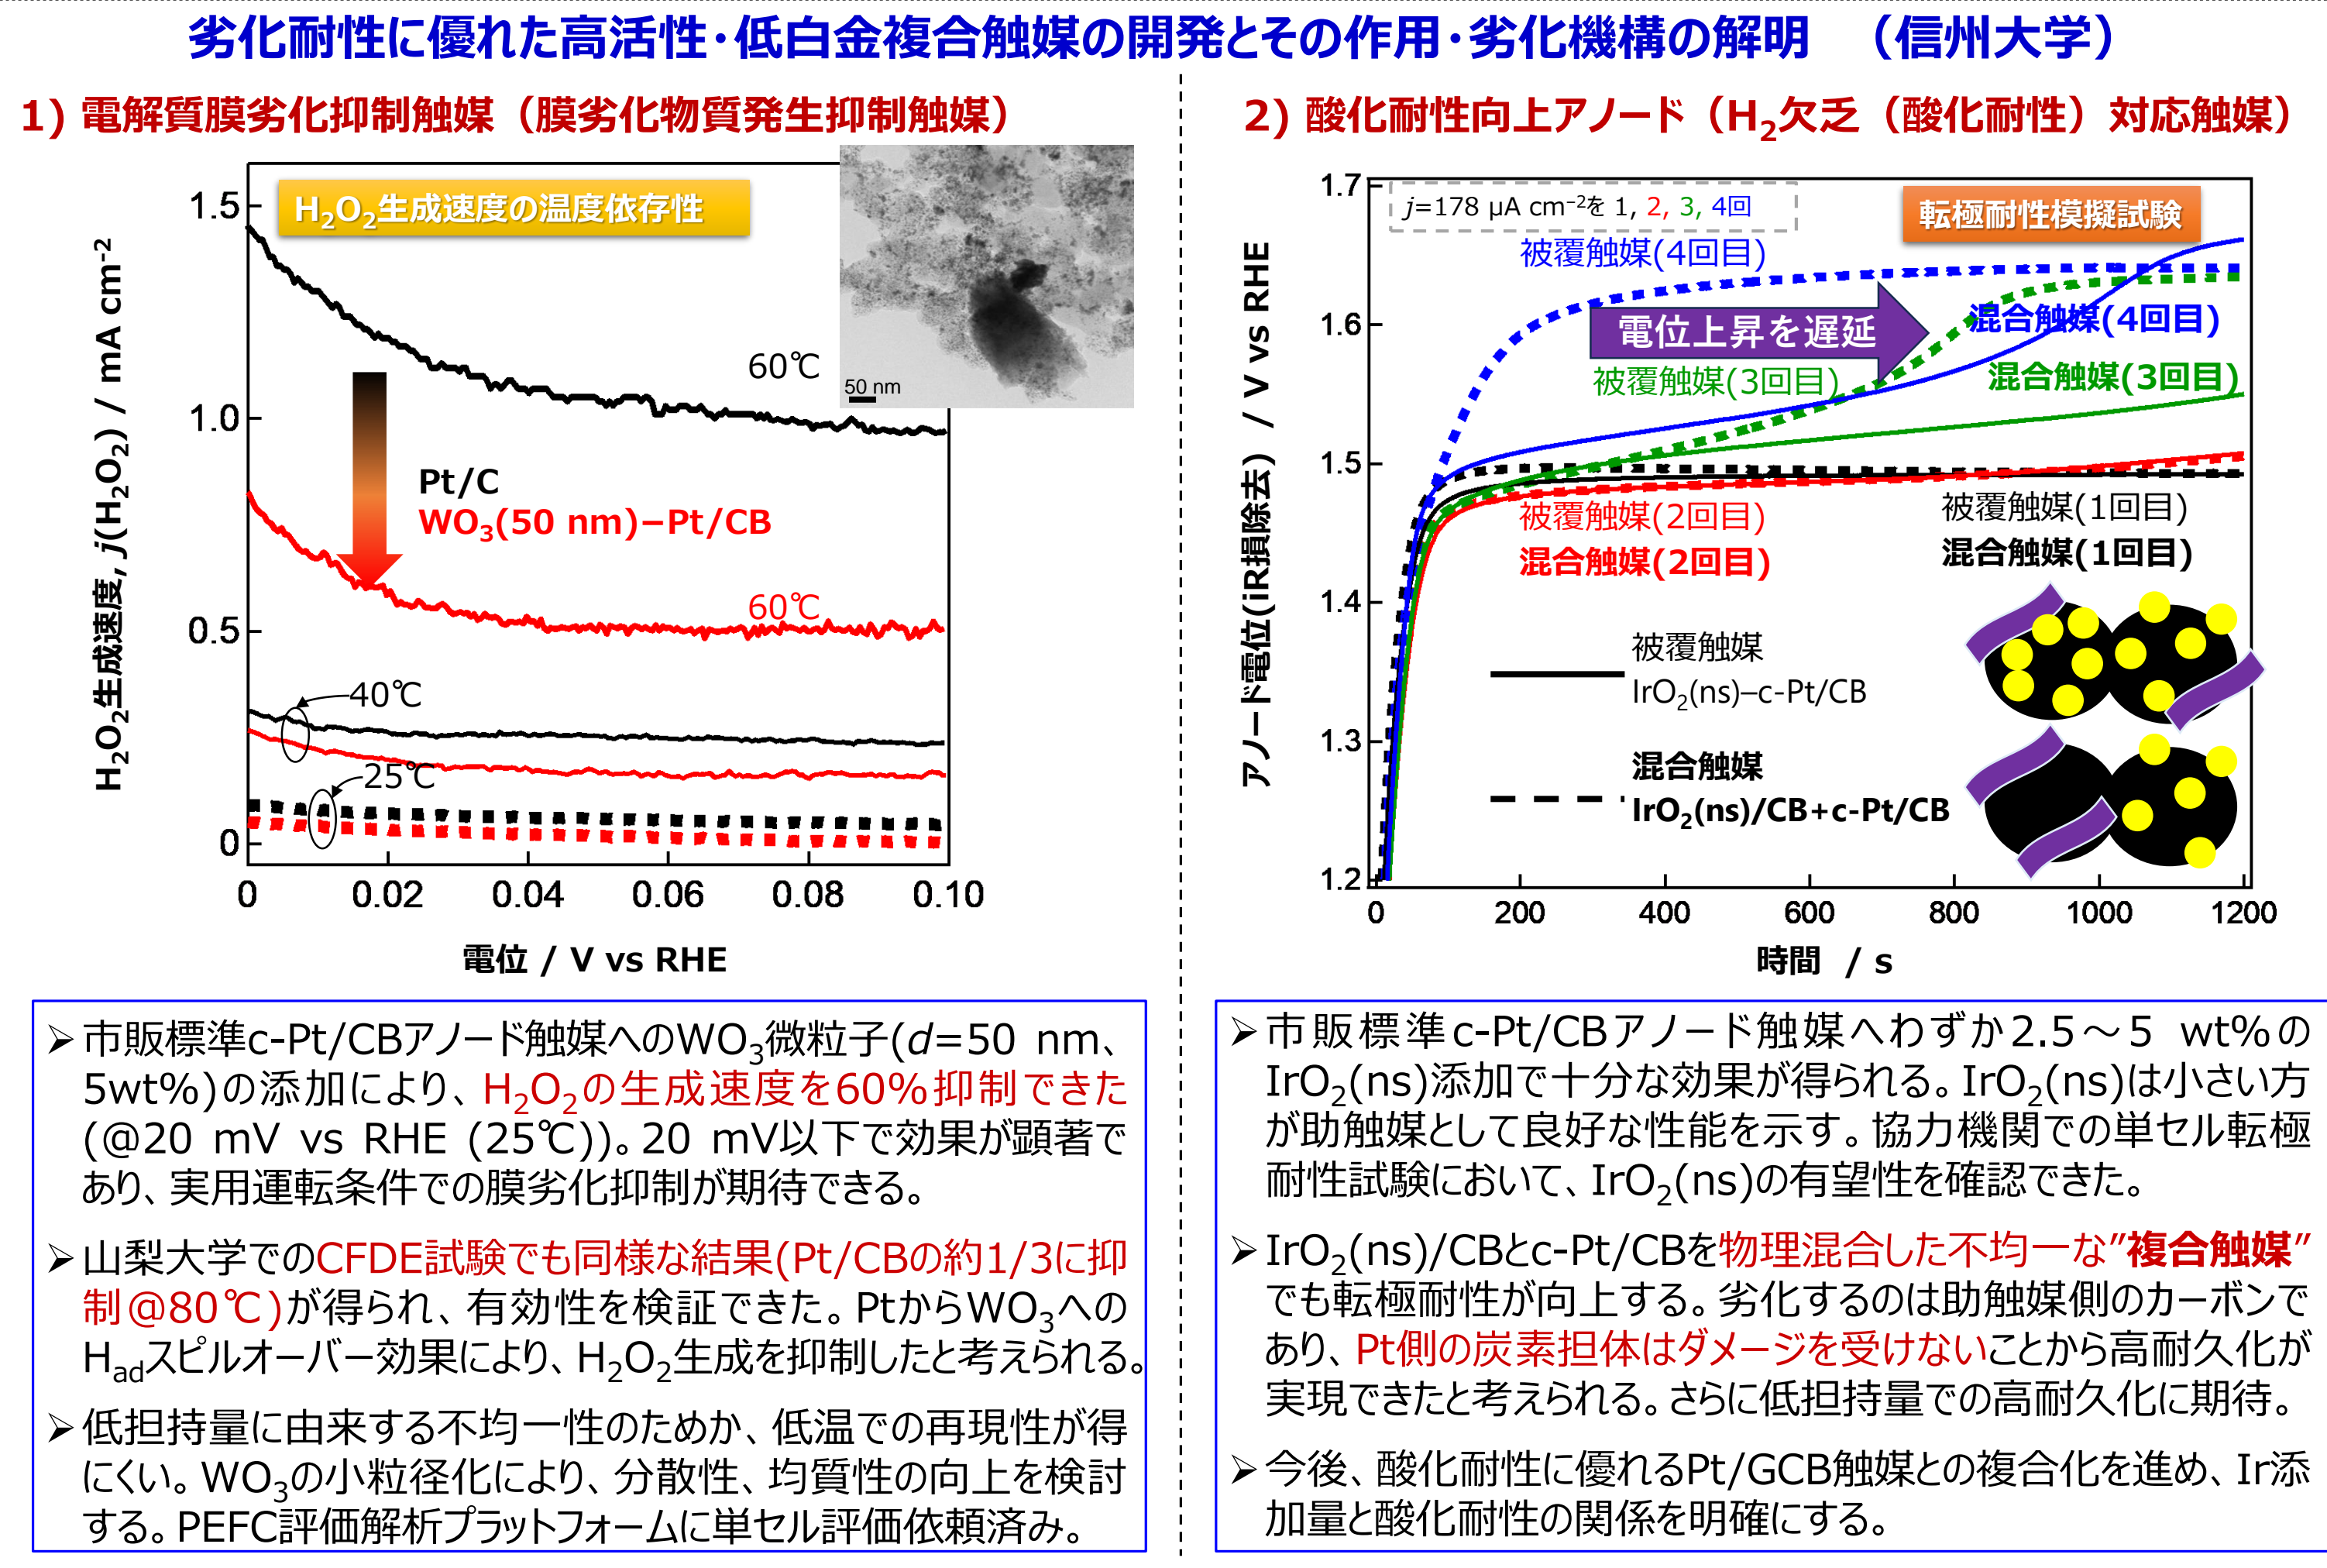 劣化耐性に優れた高活性・低白金複合触媒の開発とその作用・劣化機構の解明　（信州大学）
1) 電解質膜劣化抑制触媒（膜劣化物質発生抑制触媒）
H₂O₂生成速度の温度依存性
H₂O₂生成速度, j(H₂O₂) / mA cm⁻²
1.5
1.0
0.5
0
60℃
50 nm
Pt/C
WO₃(50 nm)−Pt/CB
60℃
40℃
25℃
0 0.02 0.04 0.06 0.08 0.10
電位 / V vs RHE
➢市販標準c-Pt/CBアノード触媒へのWO₃微粒子(d=50 nm、
5wt%)の添加により、H₂O₂の生成速度を60%抑制できた
(@20 mV vs RHE (25℃))。20 mV以下で効果が顕著で
あり、実用運転条件での膜劣化抑制が期待できる。
➢山梨大学でのCFDE試験でも同様な結果(Pt/CBの約1/3に抑
制@80℃)が得られ、有効性を検証できた。PtからWO₃への
H_adスピルオーバー効果により、H₂O₂生成を抑制したと考えられる。
➢低担持量に由来する不均一性のためか、低温での再現性が得
にくい。WO₃の小粒径化により、分散性、均質性の向上を検討
する。PEFC評価解析プラットフォームに単セル評価依頼済み。
2) 酸化耐性向上アノード（H₂欠乏（酸化耐性）対応触媒）
アノード電位(iR損除去) / V vs RHE
1.7
1.6
1.5
1.4
1.3
1.2
j=178 μA cm⁻²を 1, 2, 3, 4回
転極耐性模擬試験
被覆触媒(4回目)
電位上昇を遅延
混合触媒(4回目)
被覆触媒(3回目)
混合触媒(3回目)
被覆触媒(2回目)
混合触媒(2回目)
被覆触媒(1回目)
混合触媒(1回目)
被覆触媒
IrO₂(ns)–c-Pt/CB
混合触媒
IrO₂(ns)/CB+c-Pt/CB
0 200 400 600 800 1000 1200
時間 / s
➢市販標準c-Pt/CBアノード触媒へわずか2.5～5 wt%の
IrO₂(ns)添加で十分な効果が得られる。IrO₂(ns)は小さい方
が助触媒として良好な性能を示す。協力機関での単セル転極
耐性試験において、IrO₂(ns)の有望性を確認できた。
➢IrO₂(ns)/CBとc-Pt/CBを物理混合した不均一な”複合触媒”
でも転極耐性が向上する。劣化するのは助触媒側のカーボンで
あり、Pt側の炭素担体はダメージを受けないことから高耐久化が
実現できたと考えられる。さらに低担持量での高耐久化に期待。
➢今後、酸化耐性に優れるPt/GCB触媒との複合化を進め、Ir添
加量と酸化耐性の関係を明確にする。